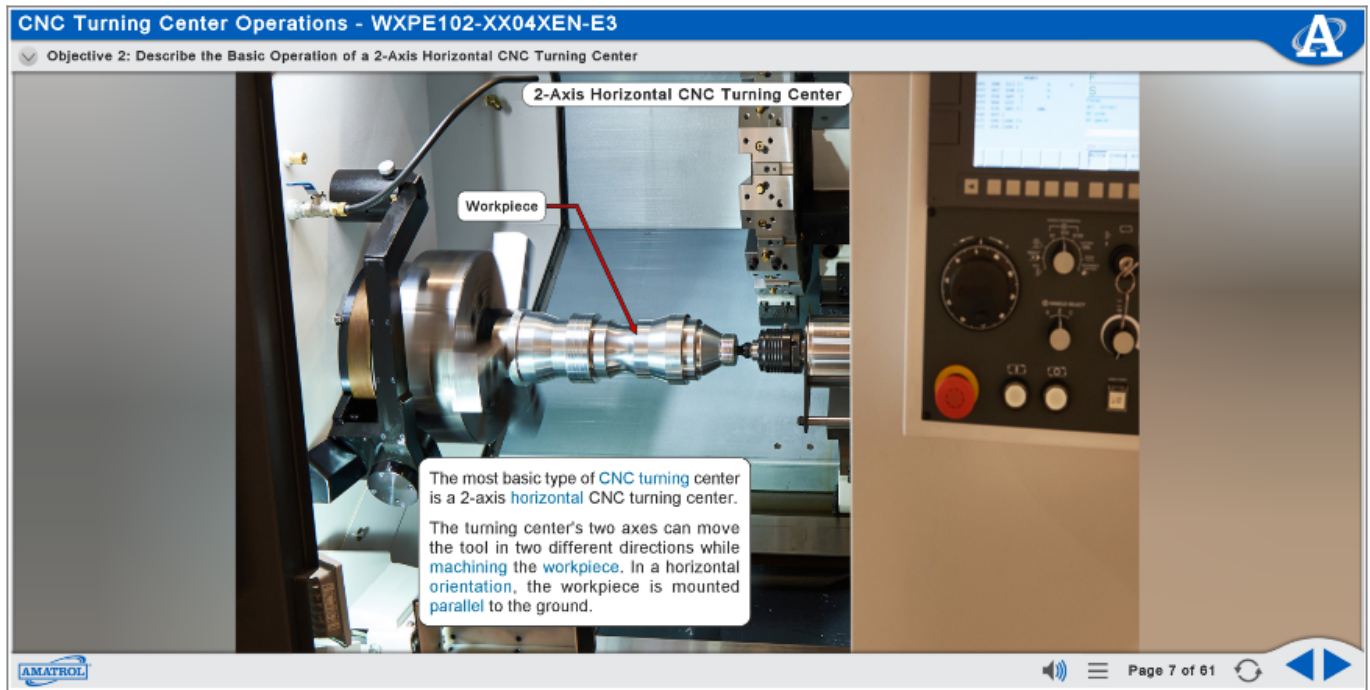 CNC Turning Center Operations - WXPE102-XX04XEN-E3
A
Objective 2: Describe the Basic Operation of a 2-Axis Horizontal CNC Turning Center
2-Axis Horizontal CNC Turning Center
Workpiece
The most basic type of CNC turning center
is a 2-axis horizontal CNC turning center.
The turning center's two axes can move
the tool in two different directions while
machining the workpiece. In a horizontal
orientation, the workpiece is mounted
parallel to the ground.
AMATROL
Page 7 of 61